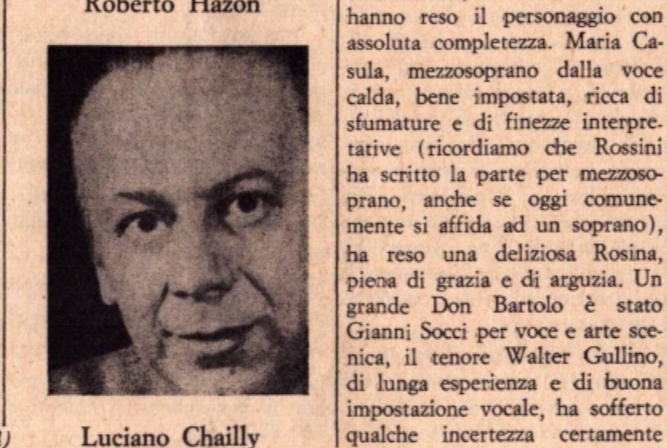 Roberto Hazon
Luciano Chailly
hanno reso il personaggio con
assoluta completezza. Maria Ca-
sula, mezzosoprano dalla voce
calda, bene impostata, ricca di
sfumature e di finezze interpre-
tative (ricordiamo che Rossini
ha scritto la parte per mezzoso-
prano, anche se oggi comune-
mente si affida ad un soprano),
ha reso una deliziosa Rosina,
piena di grazia e di arguzia. Un
grande Don Bartolo è stato
Gianni Socci per voce e arte sce-
nica, il tenore Walter Gullino,
di lunga esperienza e di buona
impostazione vocale, ha sofferto
qualche incertezza certamente